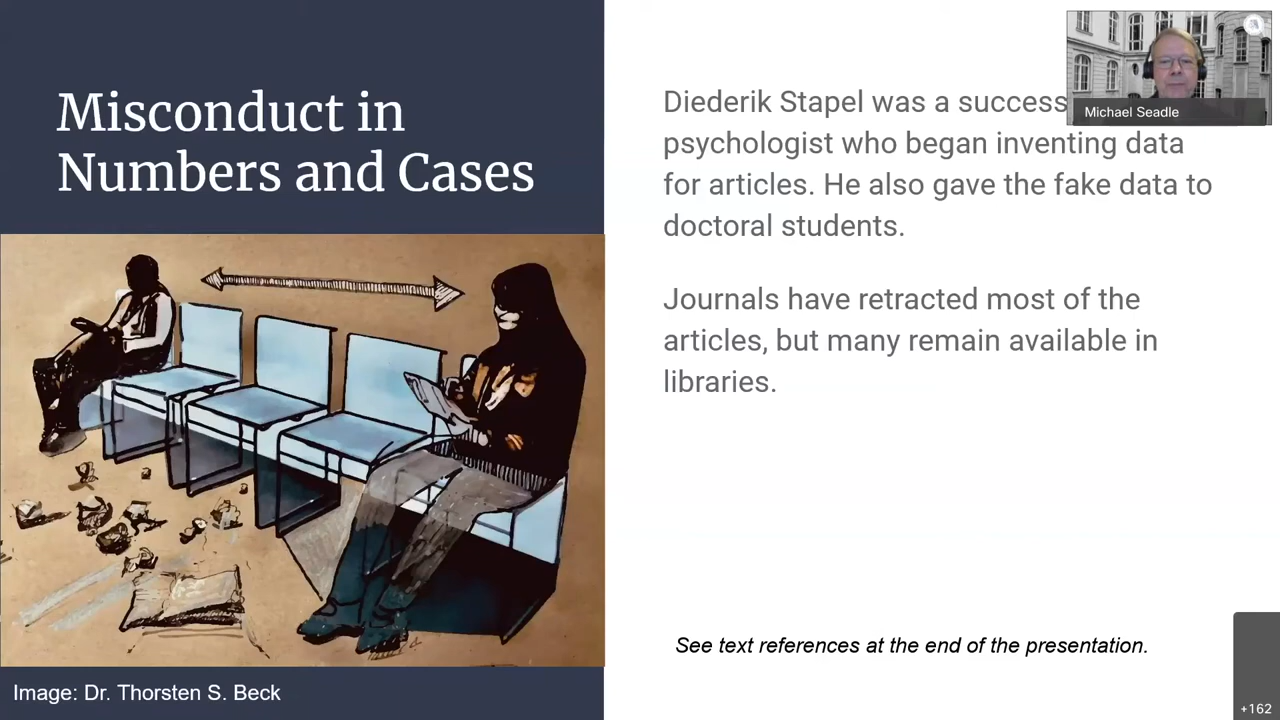 Misconduct in
Numbers and Cases
Image: Dr. Thorsten S. Beck
Diederik Stapel was a success
psychologist who began inventing data
for articles. He also gave the fake data to
doctoral students.
Journals have retracted most of the
articles, but many remain available in
libraries.
See text references at the end of the presentation.
Michael Seadle
+162